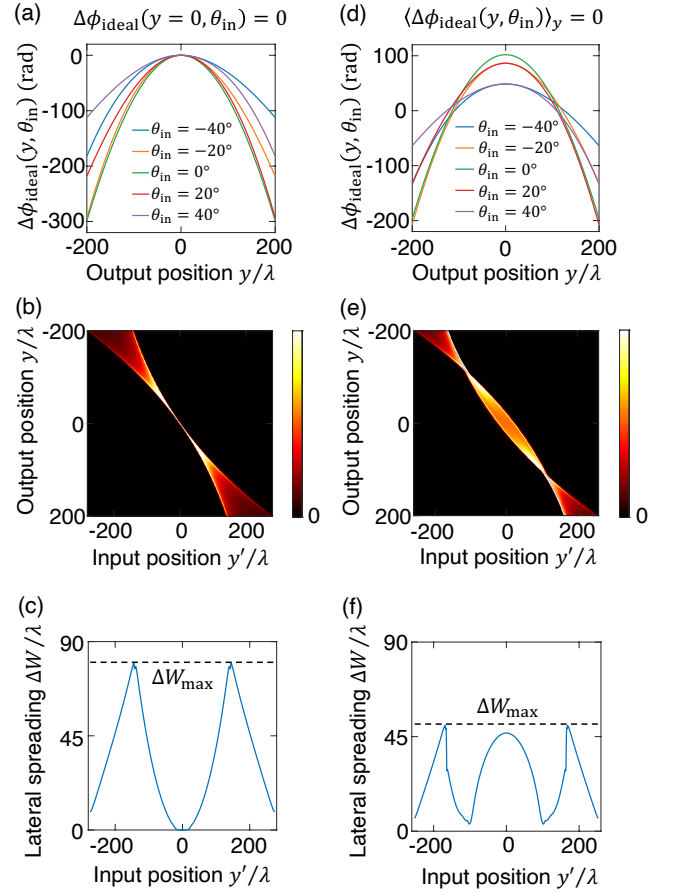 (a) Δϕideal(y = 0, θin) = 0
Δϕideal(y, θin) (rad)
0
-100
-200
-300
θin = −40°
θin = −20°
θin = 0°
θin = 20°
θin = 40°
-200 0 200
Output position y/λ
(d) ⟨Δϕideal(y, θin)⟩y = 0
Δϕideal(y, θin) (rad)
100
0
-100
-200
θin = −40°
θin = −20°
θin = 0°
θin = 20°
θin = 40°
-200 0 200
Output position y/λ
(b)
Output position y/λ
-200
0
200
-200 0 200
Input position y′/λ
0
(e)
Output position y/λ
-200
0
200
-200 0 200
Input position y′/λ
0
(c)
Lateral spreading ΔW/λ
90
45
0
ΔWmax
-200 0 200
Input position y′/λ
(f)
Lateral spreading ΔW/λ
90
45
0
ΔWmax
-200 0 200
Input position y′/λ